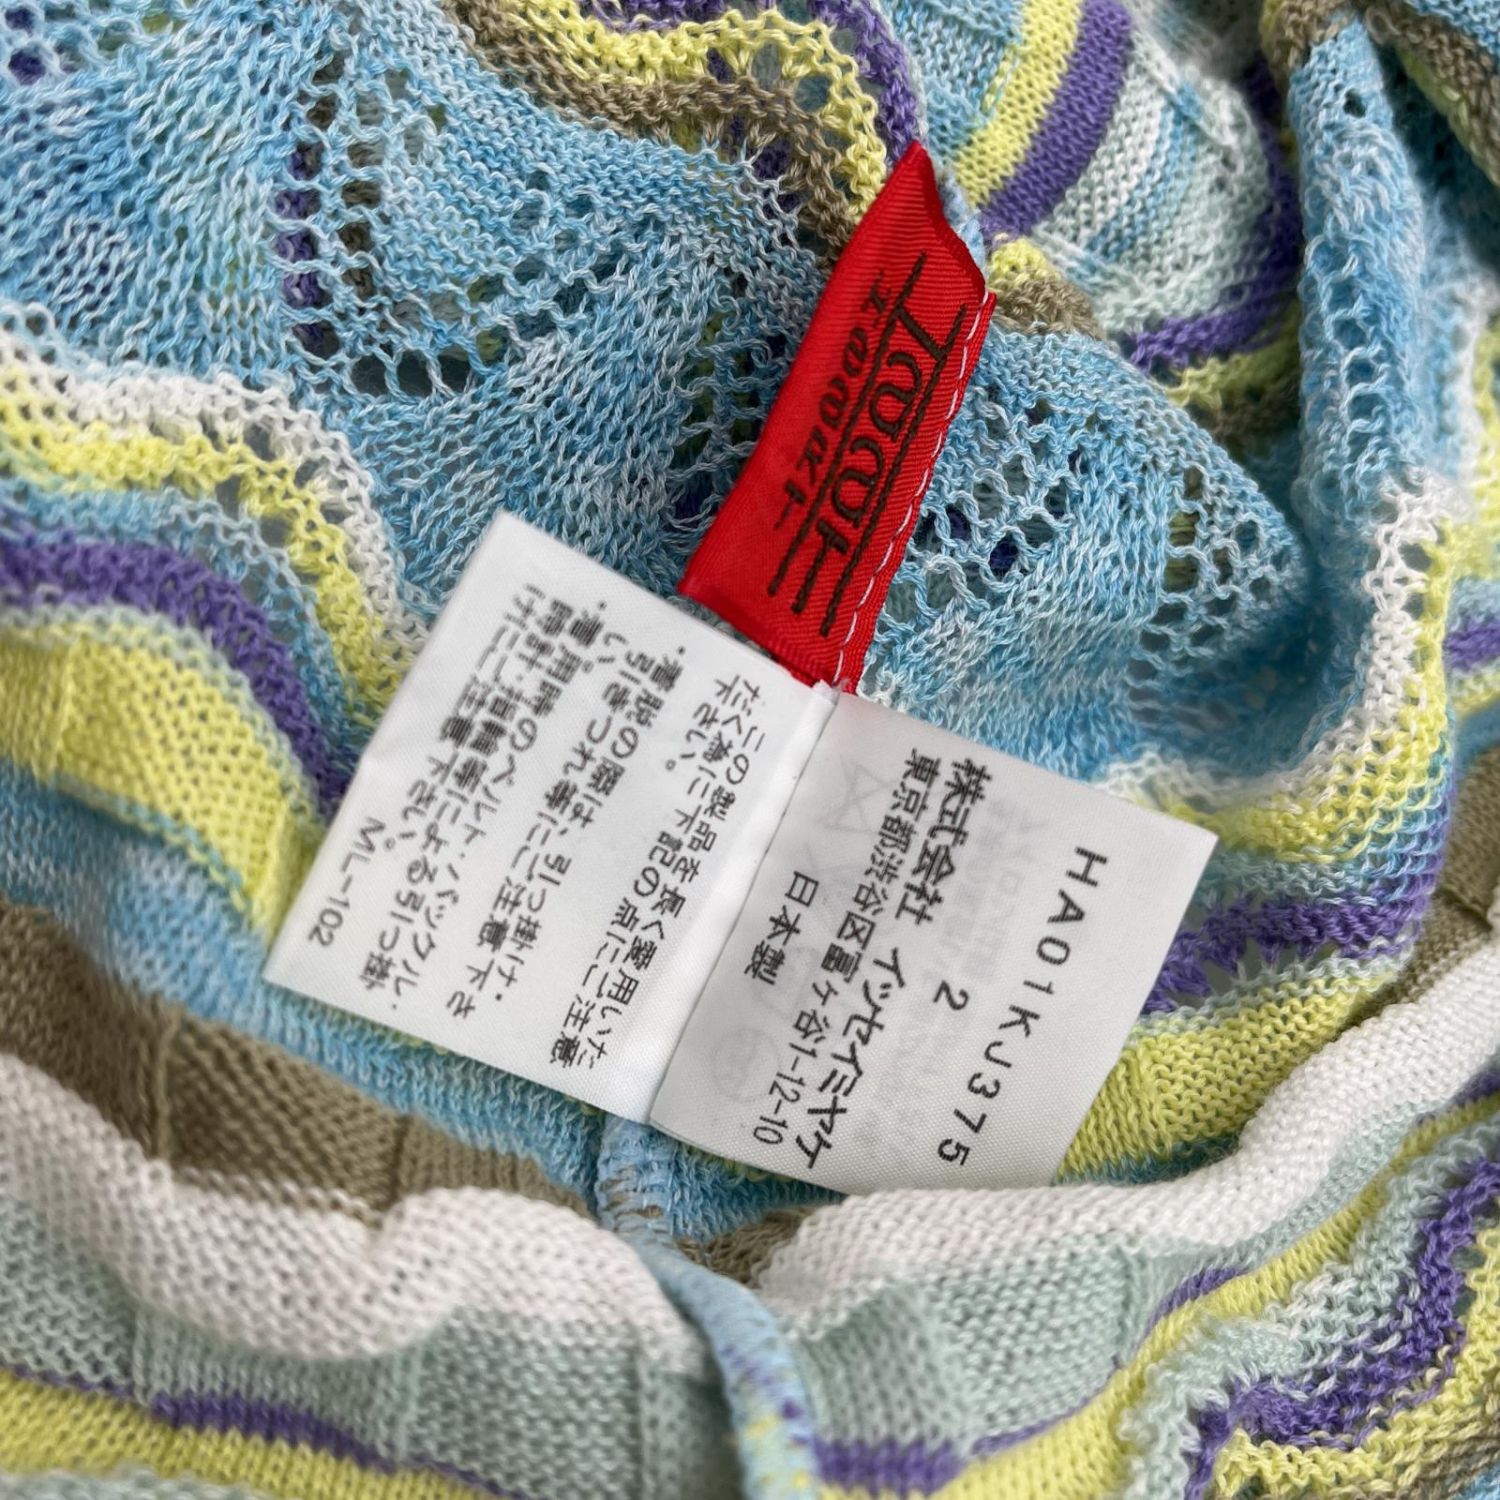 HaaT
HaaT
HA01KJ375
2
株式会社 イッセイミヤケ
東京都渋谷区富ヶ谷1-12-10
日本製
この製品を長く愛用いた
だく為に下記の点にご注意
下さい。
・着脱の際は、引っ掛け・
引きつれ等にご注意下さ
い。
・着用時のベルト・バックル・
時計・指輪等による引っ掛
けにご注意下さい。
ML-102